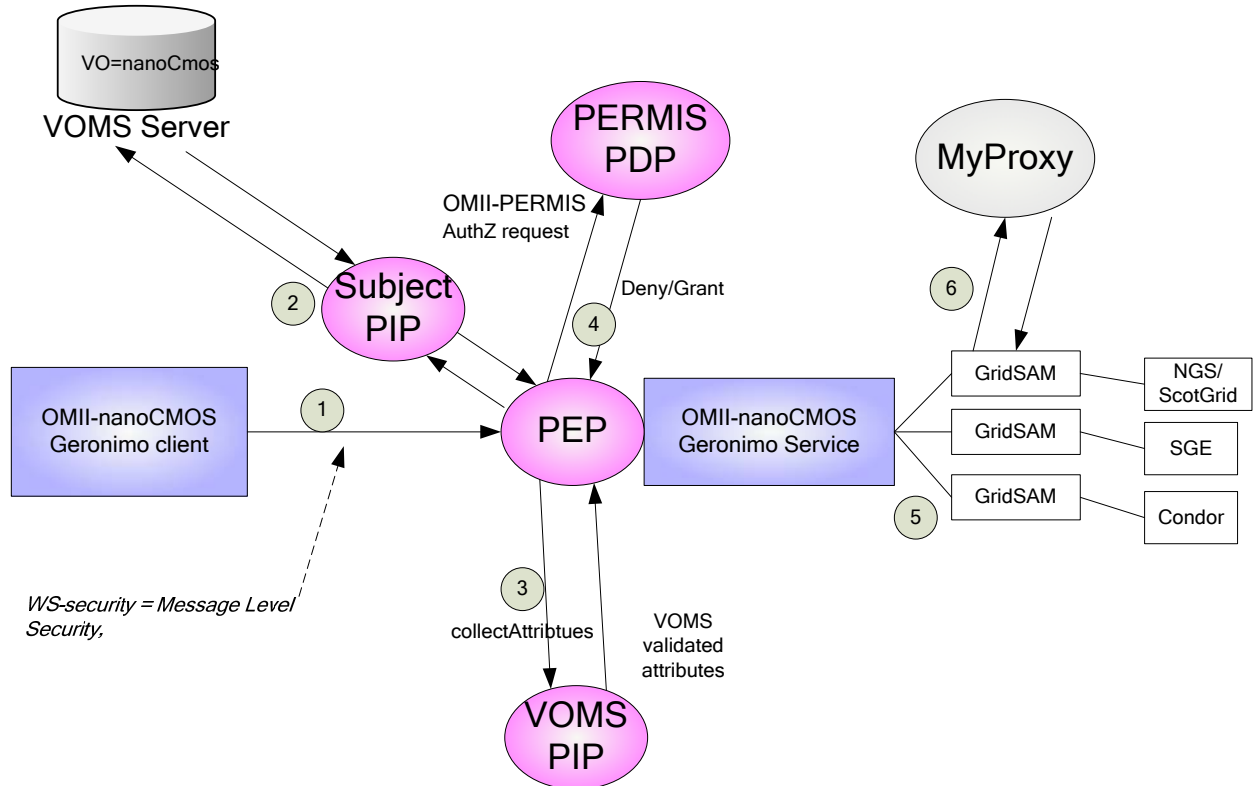 VO=nanoCmos
VOMS Server
PERMIS
PDP
MyProxy
OMII-PERMIS
AuthZ request
6
2
Subject
PIP
Deny/Grant
4
GridSAM
NGS/
ScotGrid
1
OMII-nanoCMOS
Geronimo client
PEP
OMII-nanoCMOS
Geronimo Service
GridSAM
SGE
GridSAM
5
Condor
3
WS-security = Message Level
Security,
collectAttribtues
VOMS
validated
attributes
VOMS
PIP